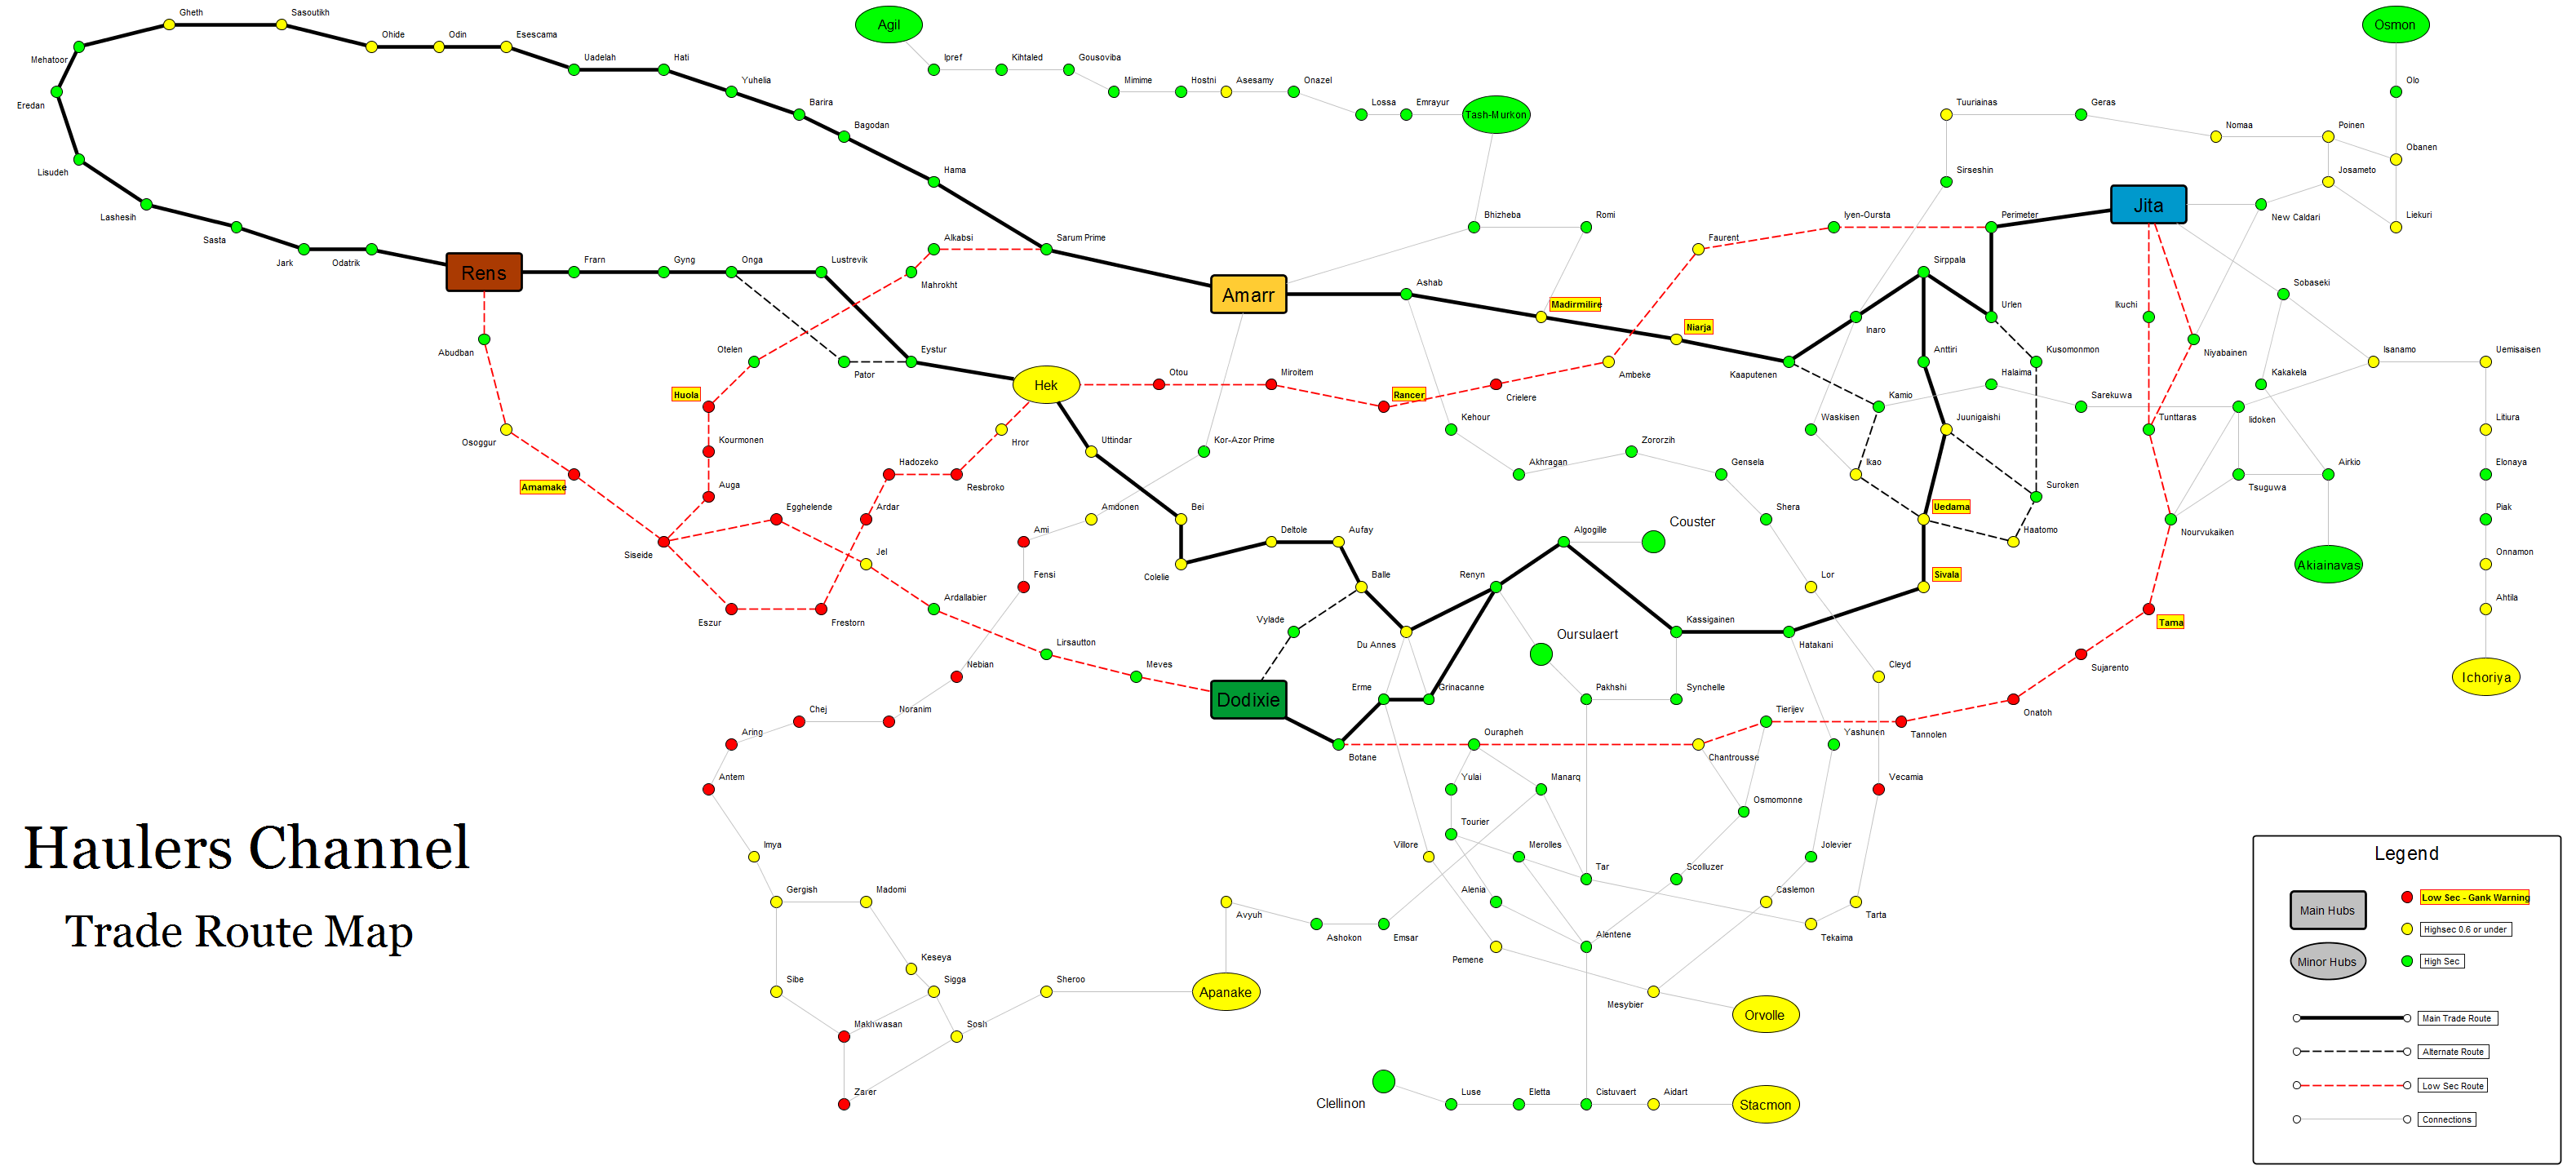 Gheth
Sasoutikh
Agil
Osmon
Ohide
Odin
Esescama
Mehatoor
Uadelah
Hati
Ipref
Kihtaled
Gousoviba
Yuhelia
Mimime
Hostni
Asesamy
Onazel
Olo
Eredan
Barira
Lossa
Emrayur
Tash-Murkon
Tuuriainas
Geras
Bagodan
Nomaa
Poinen
Obanen
Lisudeh
Hama
Sirseshin
Josameto
Lashesih
Bhizheba
Romi
Iyen-Oursta
Perimeter
Jita
New Caldari
Liekuri
Sasta
Jark
Odatrik
Alkabsi
Sarum Prime
Faurent
Rens
Frarn
Gyng
Onga
Lustrevik
Mahrokht
Amarr
Ashab
Sirppala
Sobaseki
Madirmilire
Niarja
Inaro
Urlen
Ikuchi
Abudban
Otelen
Pator
Eystur
Hek
Otou
Miroitem
Ambeke
Kaaputenen
Anttiri
Kusomonmon
Niyabainen
Isanamo
Uemisaisen
Huola
Rancer
Crielere
Kamio
Halaima
Sarekuwa
Kakakela
Osoggur
Kourmonen
Hror
Uttindar
Kor-Azor Prime
Kehour
Waskisen
Juunigaishi
Tunttaras
Iidoken
Litiura
Amamake
Auga
Hadozeko
Resbroko
Akhragan
Zororzih
Gensela
Ikao
Suroken
Tsuguwa
Airkio
Elonaya
Siseide
Egghelende
Ardar
Ami
Amdonen
Bei
Deltole
Aufay
Algogille
Couster
Shera
Uedama
Haatomo
Nourvukaiken
Piak
Jel
Fensi
Colelie
Balle
Renyn
Lor
Sivala
Akiainavas
Onnamon
Eszur
Frestorn
Ardallabier
Vylade
Kassigainen
Hatakani
Tama
Ahtila
Lirsautton
Du Annes
Oursulaert
Nebian
Meves
Cleyd
Sujarento
Ichoriya
Dodixie
Erme
Grinacanne
Pakhshi
Synchelle
Chej
Noranim
Tierijev
Onatoh
Aring
Botane
Ourapheh
Chantrousse
Yashunen
Tannolen
Antem
Yulai
Manarq
Vecamia
Osmomonne
Haulers Channel
Trade Route Map
Imya
Tourier
Villore
Merolles
Jolevier
Tar
Scolluzer
Gergish
Madomi
Alenia
Caslemon
Avyuh
Ashokon
Emsar
Tarta
Tekaima
Keseya
Pemene
Alentene
Sibe
Sigga
Sheroo
Apanake
Mesybier
Orvolle
Makhwasan
Sosh
Zarer
Clellinon
Luse
Eletta
Cistuvaert
Aidart
Stacmon
Legend
Main Hubs
Low Sec - Gank Warning
Highsec 0.6 or under
Minor Hubs
High Sec
Main Trade Route
Alternate Route
Low Sec Route
Connections